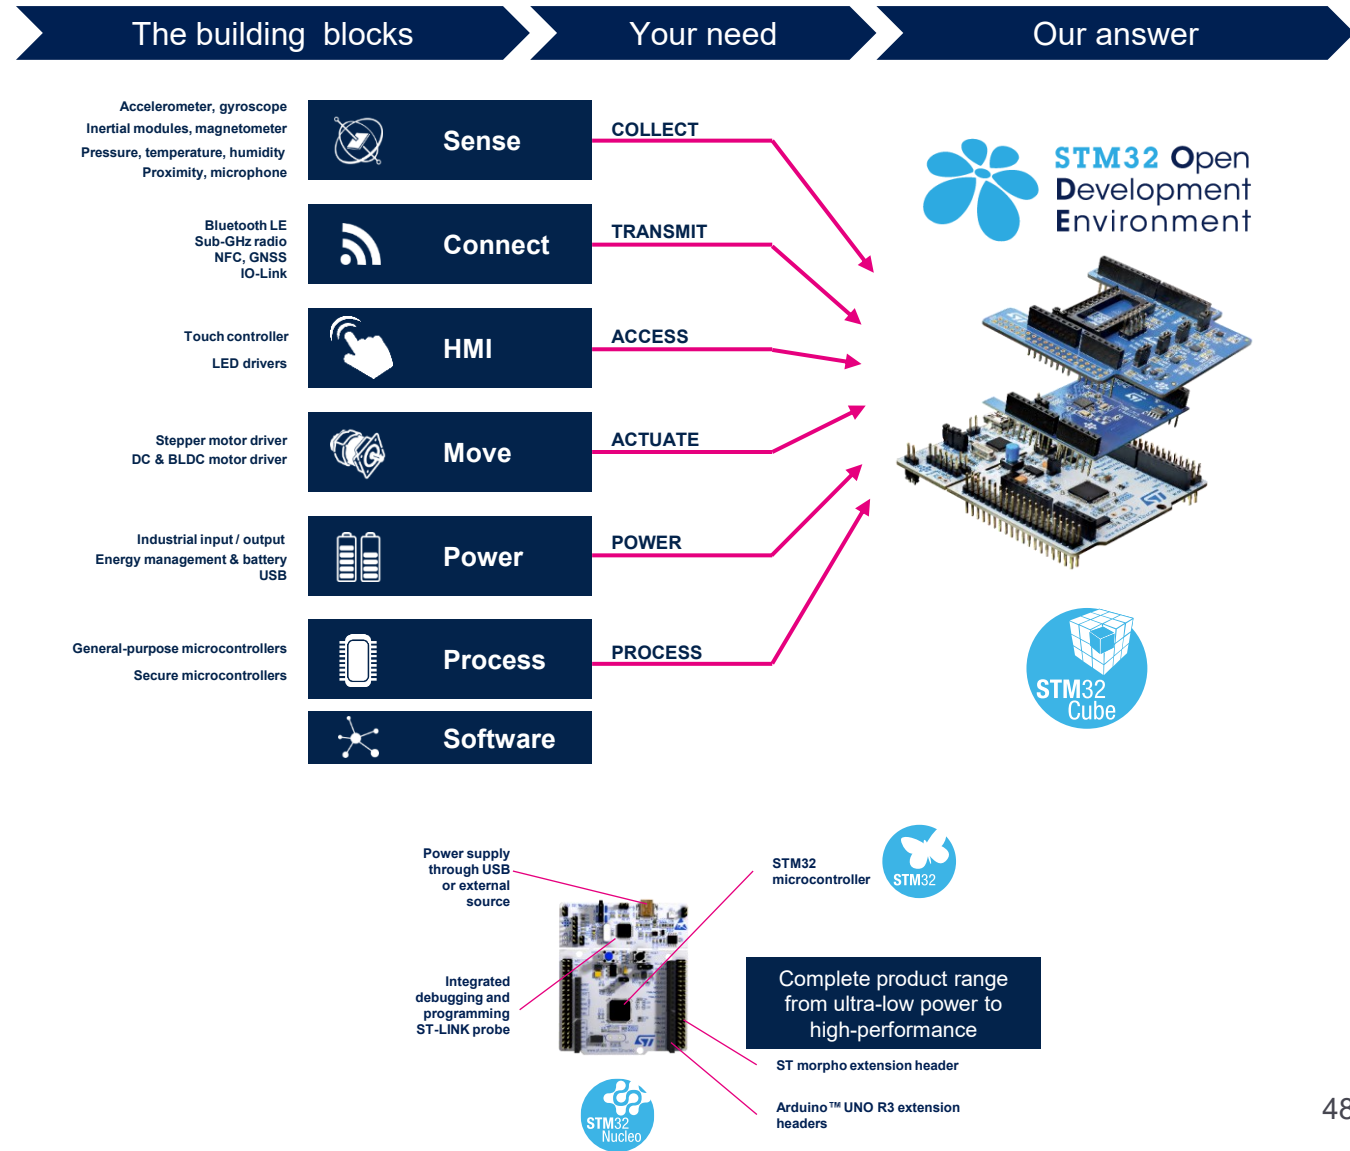 The building blocks
Your need
Our answer
Accelerometer, gyroscope
Inertial modules, magnetometer
Pressure, temperature, humidity
Proximity, microphone
Sense
COLLECT
STM32 Open
Development
Environment
Bluetooth LE
Sub-GHz radio
NFC, GNSS
IO-Link
Connect
TRANSMIT
Touch controller
LED drivers
HMI
ACCESS
Stepper motor driver
DC & BLDC motor driver
Move
ACTUATE
Industrial input / output
Energy management & battery
USB
Power
POWER
General-purpose microcontrollers
Secure microcontrollers
Process
PROCESS
STM32
Cube
Software
Power supply
through USB
or external
source
STM32
microcontroller
STM32
Integrated
debugging and
programming
ST-LINK probe
Complete product range
from ultra-low power to
high-performance
ST morpho extension header
Arduino™ UNO R3 extension
headers
STM32
Nucleo
48